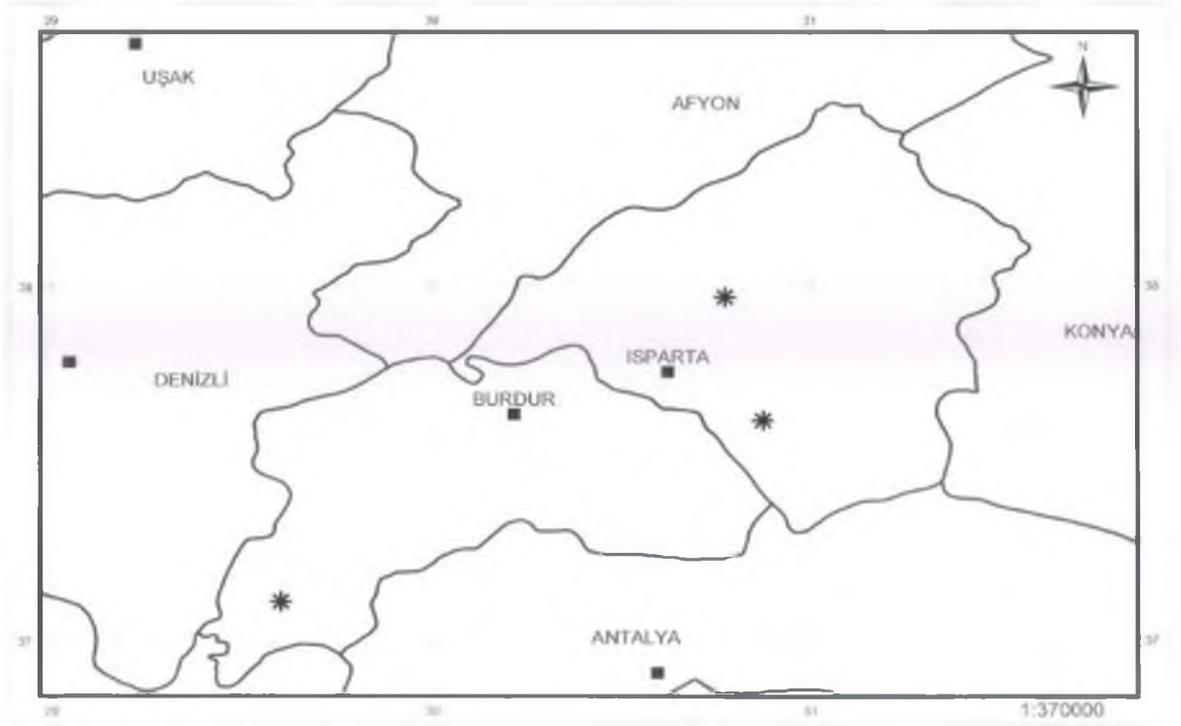 29 30 31
N
UŞAK
AFYON
38 38
KONYA
ISPARTA
DENİZLİ
BURDUR
37 37
ANTALYA
29 30 31
1:370000